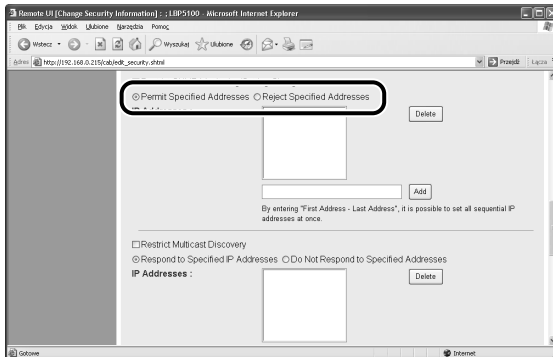 Remote UI [Change Security Information] : ; LBP5100 - Microsoft Internet Explorer
Plik Edycja Widok Ulubione Narzędzia Pomoc
Wstecz Wyszukaj Ulubione
Adres http://192.168.0.215/cab/edit_security.shtml Przejdź Łącza
Permit Specified Addresses Reject Specified Addresses
Delete
Add
By entering "First Address - Last Address", it is possible to set all sequential IP
addresses at once.
Restrict Multicast Discovery
Respond to Specified IP Addresses Do Not Respond to Specified Addresses
IP Addresses :
Delete
Gotowe Internet